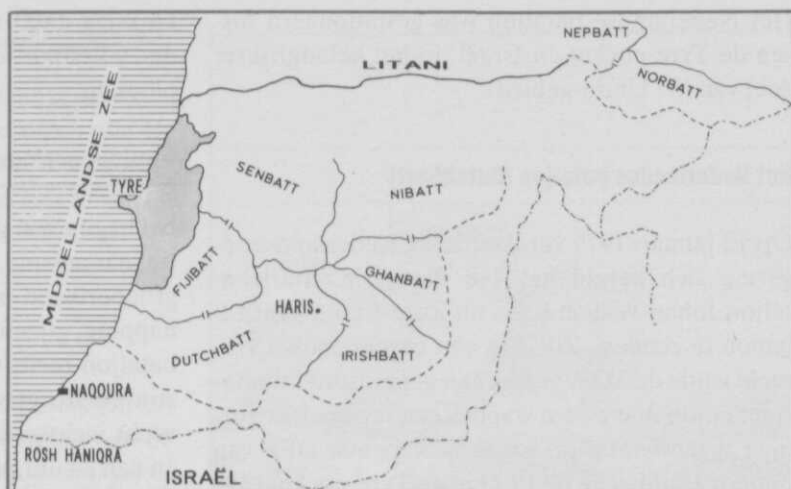 NEPBATT
LITANI
NORBATT
MIDDELLANDSE ZEE
SENBATT
TYRE
NIBATT
FIJIBATT
GHANBATT
HARIS
DUTCHBATT
IRISHBATT
NAQOURA
ROSH HANIQRA
ISRAËL